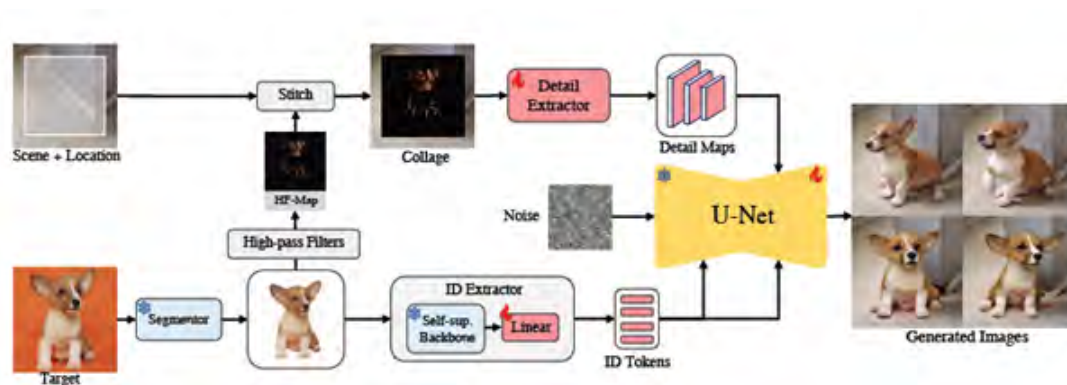 Stitch
Detail
Extractor
Scene + Location
Collage
Detail Maps
HF-Map
Noise
U-Net
High-pass Filters
ID Extractor
Segmentor
Self-sup.
Backbone
Linear
Target
ID Tokens
Generated Images